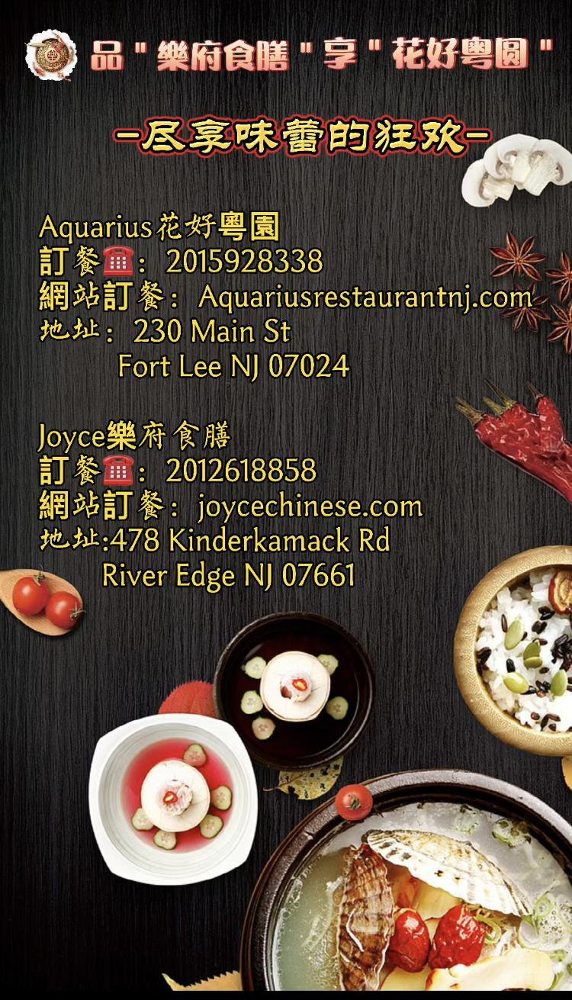 品"樂府食膳"享"花好粤圆"
-尽享味蕾的狂欢-
Aquarius花好粵園
訂餐☎️：2015928338
網站訂餐：Aquariusrestaurantnj.com
地址：230 Main St
Fort Lee NJ 07024
Joyce樂府食膳
訂餐☎️：2012618858
網站訂餐：joycechinese.com
地址:478 Kinderkamack Rd
River Edge NJ 07661